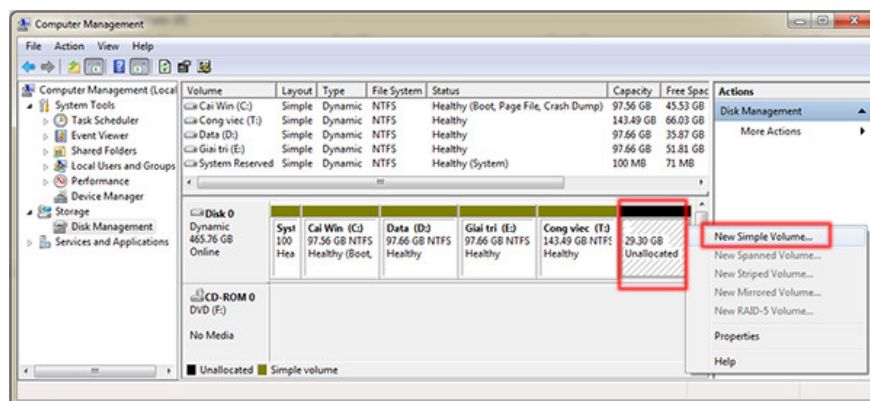 Computer Management
File Action View Help
Computer Management (Local
System Tools
Task Scheduler
Event Viewer
Shared Folders
Local Users and Groups
Performance
Device Manager
Storage
Disk Management
Services and Applications
Volume Layout Type File System Status Capacity Free Spac
Cai Win (C:) Simple Dynamic NTFS Healthy (Boot, Page File, Crash Dump) 97.56 GB 45.53 GB
Cong viec (T:) Simple Dynamic NTFS Healthy 143.49 GB 66.03 GB
Data (D:) Simple Dynamic NTFS Healthy 97.66 GB 35.87 GB
Giai tri (E:) Simple Dynamic NTFS Healthy 97.66 GB 51.81 GB
System Reserved Simple Dynamic NTFS Healthy (System) 100 MB 71 MB
Disk 0
Dynamic
465.76 GB
Online
Syst
100
Hea
Cai Win (C:)
97.56 GB NTFS
Healthy (Boot,
Data (D:)
97.66 GB NTFS
Healthy
Giai tri (E:)
97.66 GB NTFS
Healthy
Cong viec (T:)
143.49 GB NTFS
Healthy
29.30 GB
Unallocated
CD-ROM 0
DVD (F:)
No Media
Unallocated Simple volume
Actions
Disk Management
More Actions
New Simple Volume...
New Spanned Volume...
New Striped Volume...
New Mirrored Volume...
New RAID-5 Volume...
Properties
Help